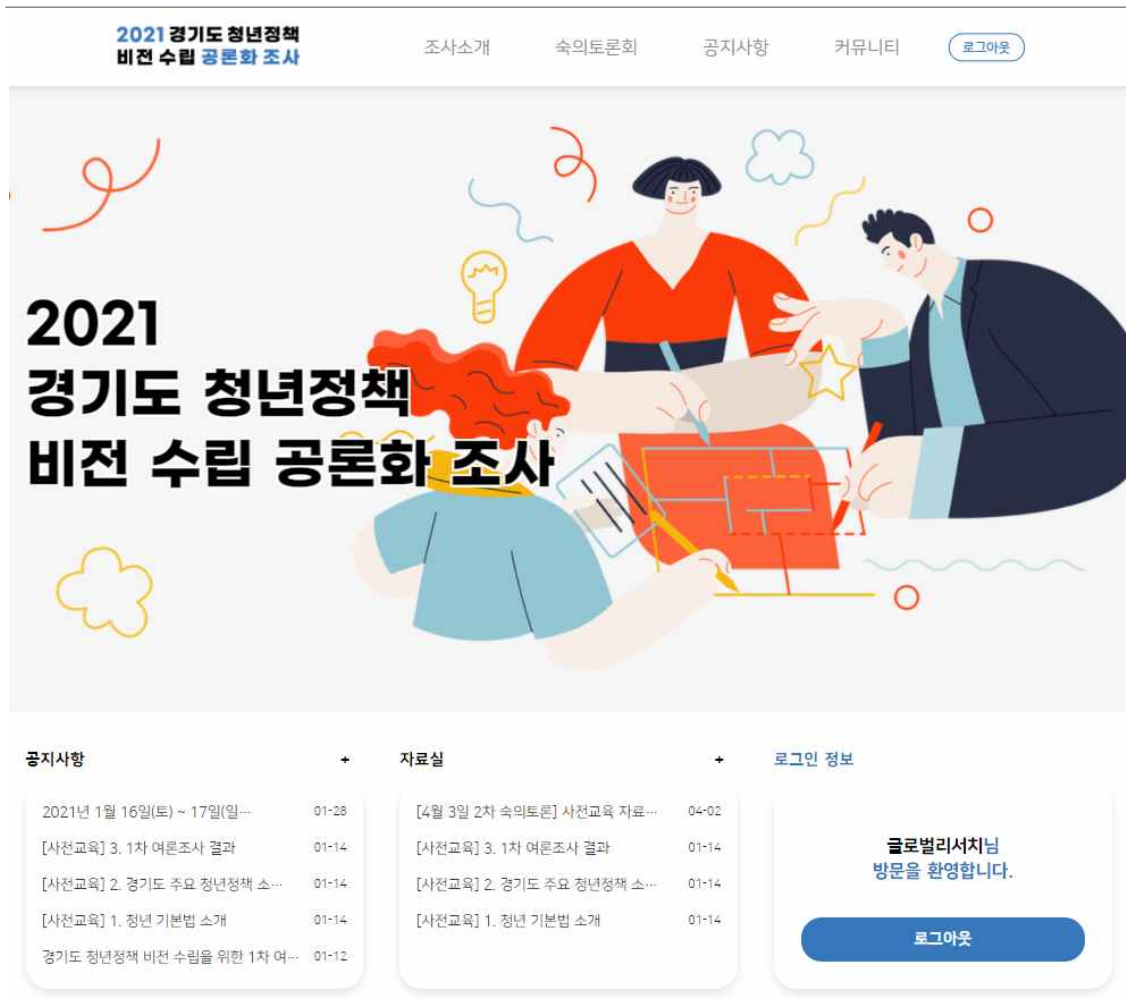 2021 경기도 청년정책
비전 수립 공론화 조사
조사소개
숙의토론회
공지사항
커뮤니티
로그아웃
2021
경기도 청년정책
비전 수립 공론화 조사
공지사항 +
2021년 1월 16일(토) ~ 17일(일… 01-28
[사전교육] 3. 1차 여론조사 결과 01-14
[사전교육] 2. 경기도 주요 청년정책 소… 01-14
[사전교육] 1. 청년 기본법 소개 01-14
경기도 청년정책 비전 수립을 위한 1차 여… 01-12
자료실 +
[4월 3일 2차 숙의토론] 사전교육 자료… 04-02
[사전교육] 3. 1차 여론조사 결과 01-14
[사전교육] 2. 경기도 주요 청년정책 소… 01-14
[사전교육] 1. 청년 기본법 소개 01-14
로그인 정보
글로벌리서치님
방문을 환영합니다.
로그아웃